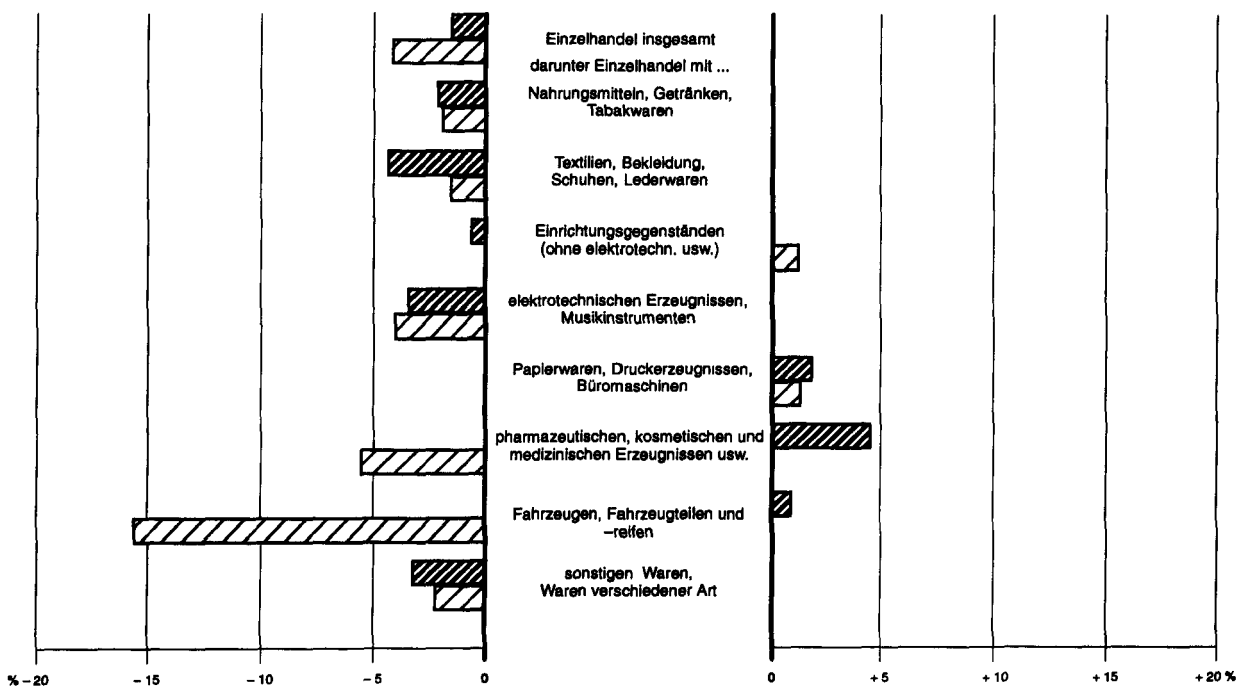 Einzelhandel insgesamt
darunter Einzelhandel mit ...
Nahrungsmitteln, Getränken,
Tabakwaren
Textilien, Bekleidung,
Schuhen, Lederwaren
Einrichtungsgegenständen
(ohne elektrotechn. usw.)
elektrotechnischen Erzeugnissen,
Musikinstrumenten
Papierwaren, Druckerzeugnissen,
Büromaschinen
pharmazeutischen, kosmetischen und
medizinischen Erzeugnissen usw.
Fahrzeugen, Fahrzeugteilen und
–reifen
sonstigen Waren,
Waren verschiedener Art
% – 20 – 15 – 10 – 5 0 0 + 5 + 10 + 15 + 20 %